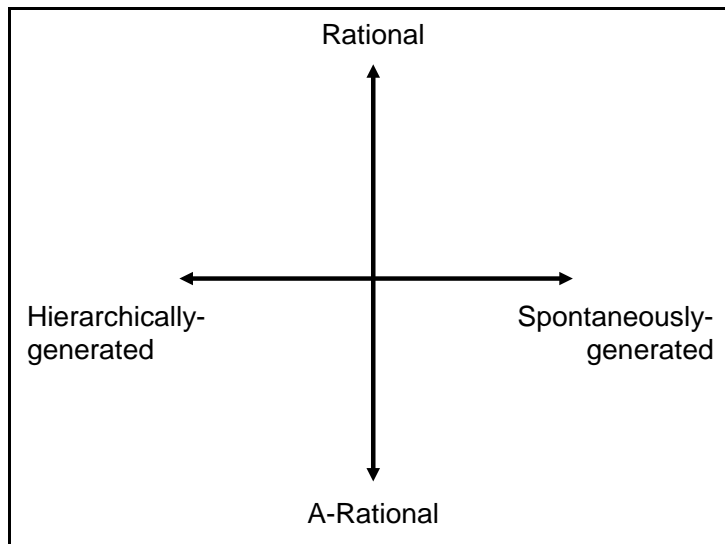 Rational
Hierarchically-
generated
Spontaneously-
generated
A-Rational